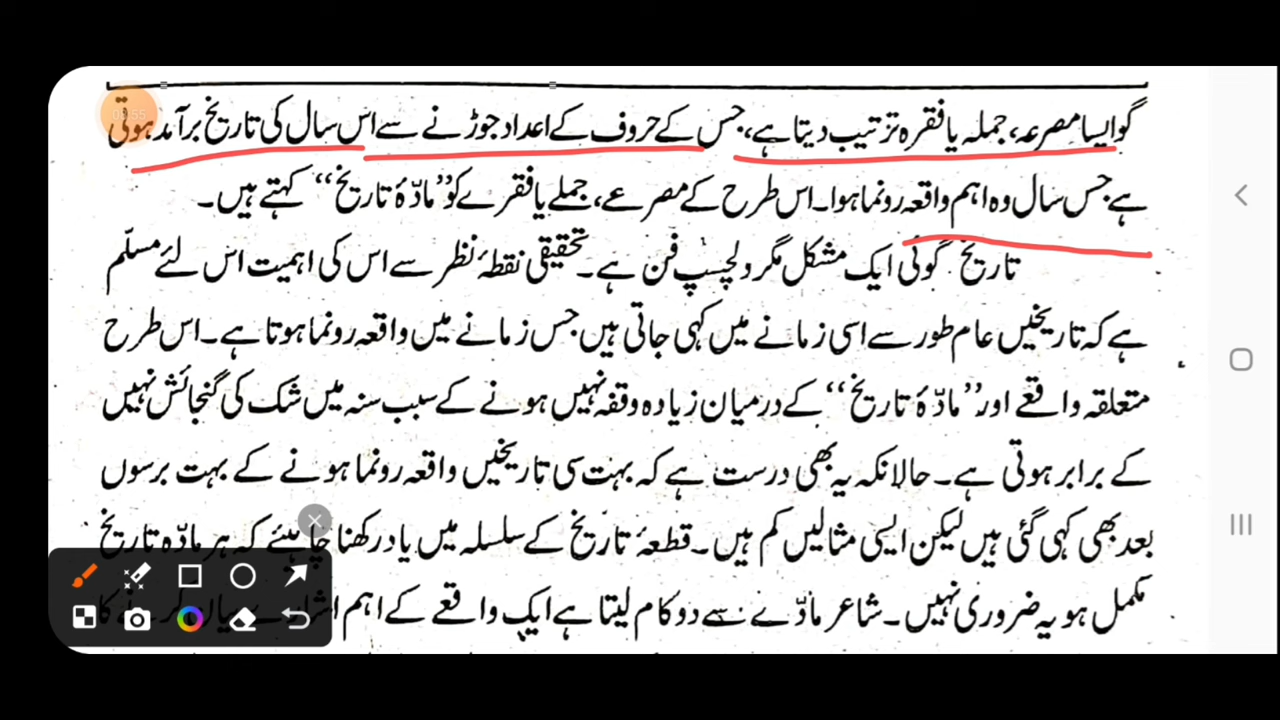 گو ایسا مصرعہ، جملہ یا فقرہ ترتیب دیتا ہے، جس کے حروف کے اعداد جوڑنے سے اس سال کی تاریخ برآمد ہوتی
ہے جس سال وہ اہم واقعہ رونما ہوا۔ اس طرح کے مصرعے، جملے یا فقرے کو ”مادّۂ تاریخ“ کہتے ہیں۔
تاریخ گوئی ایک مشکل مگر دلچسپ فن ہے۔ تحقیقی نقطۂ نظر سے اس کی اہمیت اس لئے مسلّم
ہے کہ تاریخیں عام طور سے اسی زمانے میں کہی جاتی ہیں جس زمانے میں واقعہ رونما ہوتا ہے۔ اس طرح
متعلقہ واقعے اور ”مادّۂ تاریخ“ کے درمیان زیادہ وقفہ نہیں ہونے کے سبب سنہ میں شک کی گنجائش نہیں
کے برابر ہوتی ہے۔ حالانکہ یہ بھی درست ہے کہ بہت سی تاریخیں واقعہ رونما ہونے کے بہت برسوں
بعد بھی کہی گئی ہیں لیکن ایسی مثالیں کم ہیں۔ قطعۂ تاریخ کے سلسلہ میں یاد رکھنا چاہیئے کہ ہر مادّہ تاریخ
مکمل ہو یہ ضروری نہیں۔ شاعر مادّے سے دو کام لیتا ہے ایک واقعے کے اہم